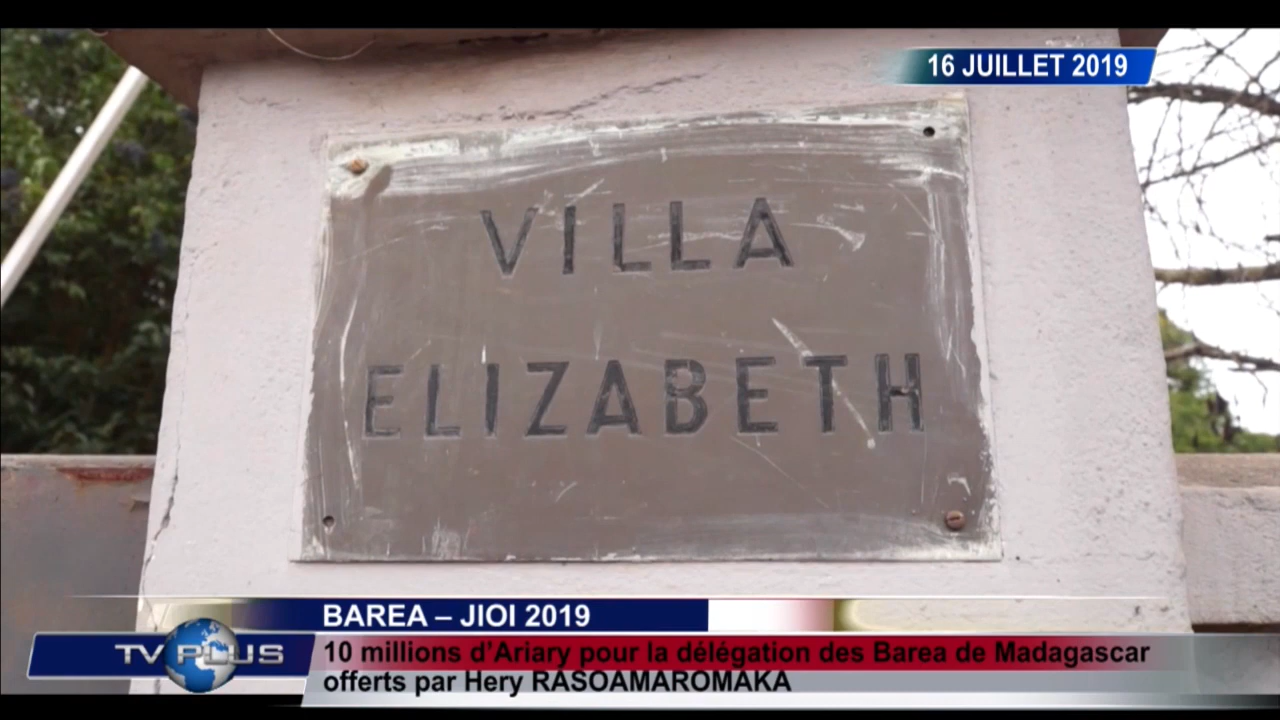 16 JUILLET 2019
VILLA
ELIZABETH
BAREA – JIOI 2019
TV PLUS
10 millions d'Ariary pour la délégation des Barea de Madagascar
offerts par Hery RASOAMAROMAKA